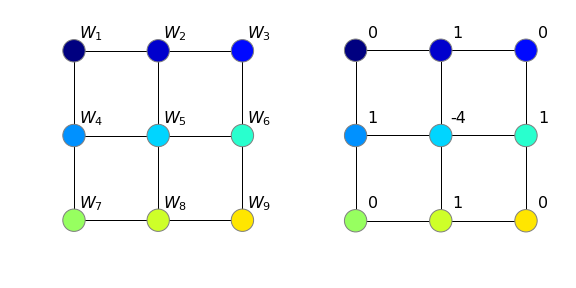 W₁ W₂ W₃ 0 1 0
W₄ W₅ W₆ 1 -4 1
W₇ W₈ W₉ 0 1 0